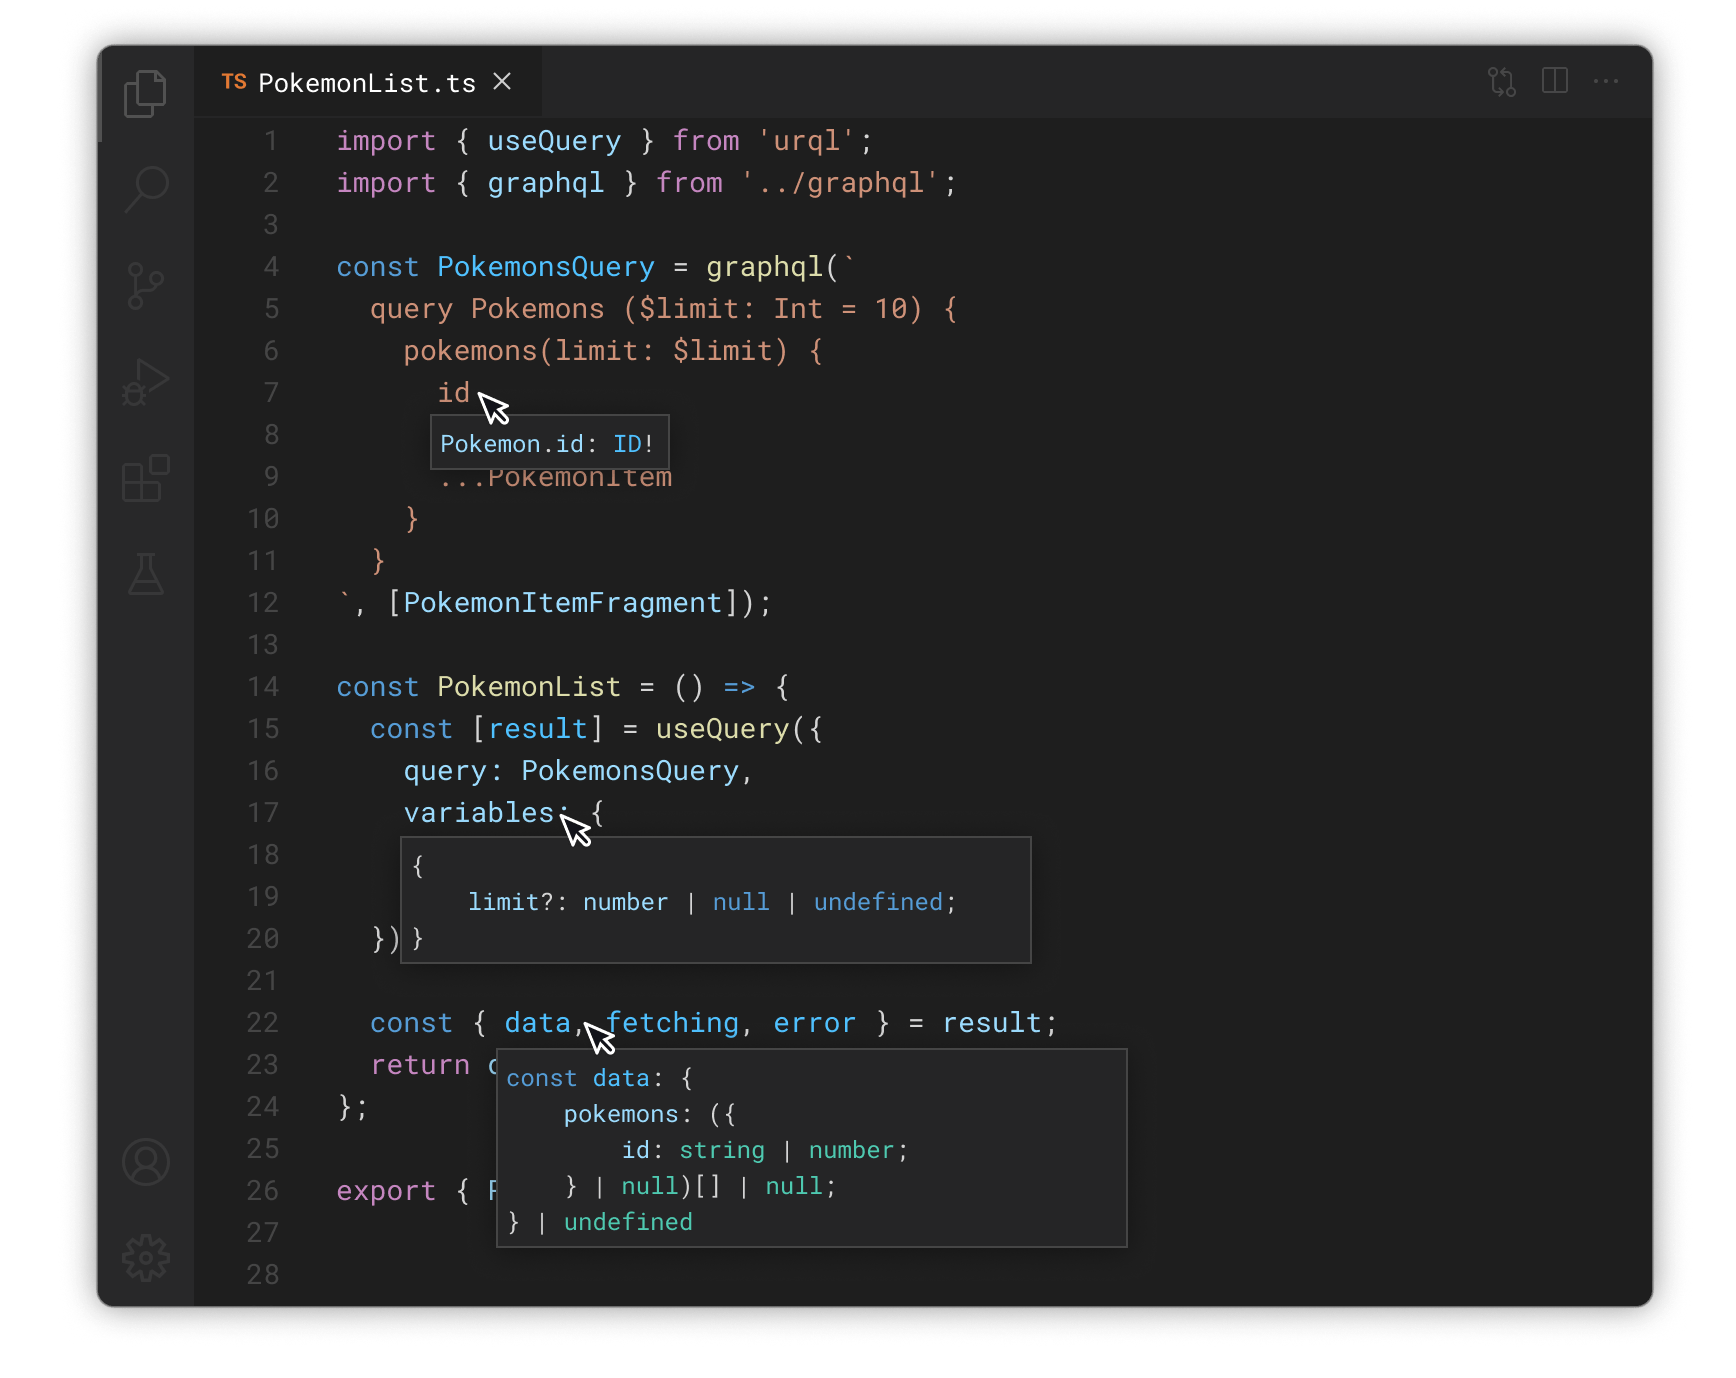 TS PokemonList.ts
1 import { useQuery } from 'urql';
2 import { graphql } from '../graphql';
3
4 const PokemonsQuery = graphql(`
5 query Pokemons ($limit: Int = 10) {
6 pokemons(limit: $limit) {
7 id
8 Pokemon.id: ID!
9 ...PokemonItem
10 }
11 }
12 `, [PokemonItemFragment]);
13
14 const PokemonList = () => {
15 const [result] = useQuery({
16 query: PokemonsQuery,
17 variables: {
18 {
19 limit?: number | null | undefined;
20 }) }
21
22 const { data, fetching, error } = result;
23 return
const data: {
24 };
pokemons: ({
25 id: string | number;
26 export {
} | null)[] | null;
27 } | undefined
28